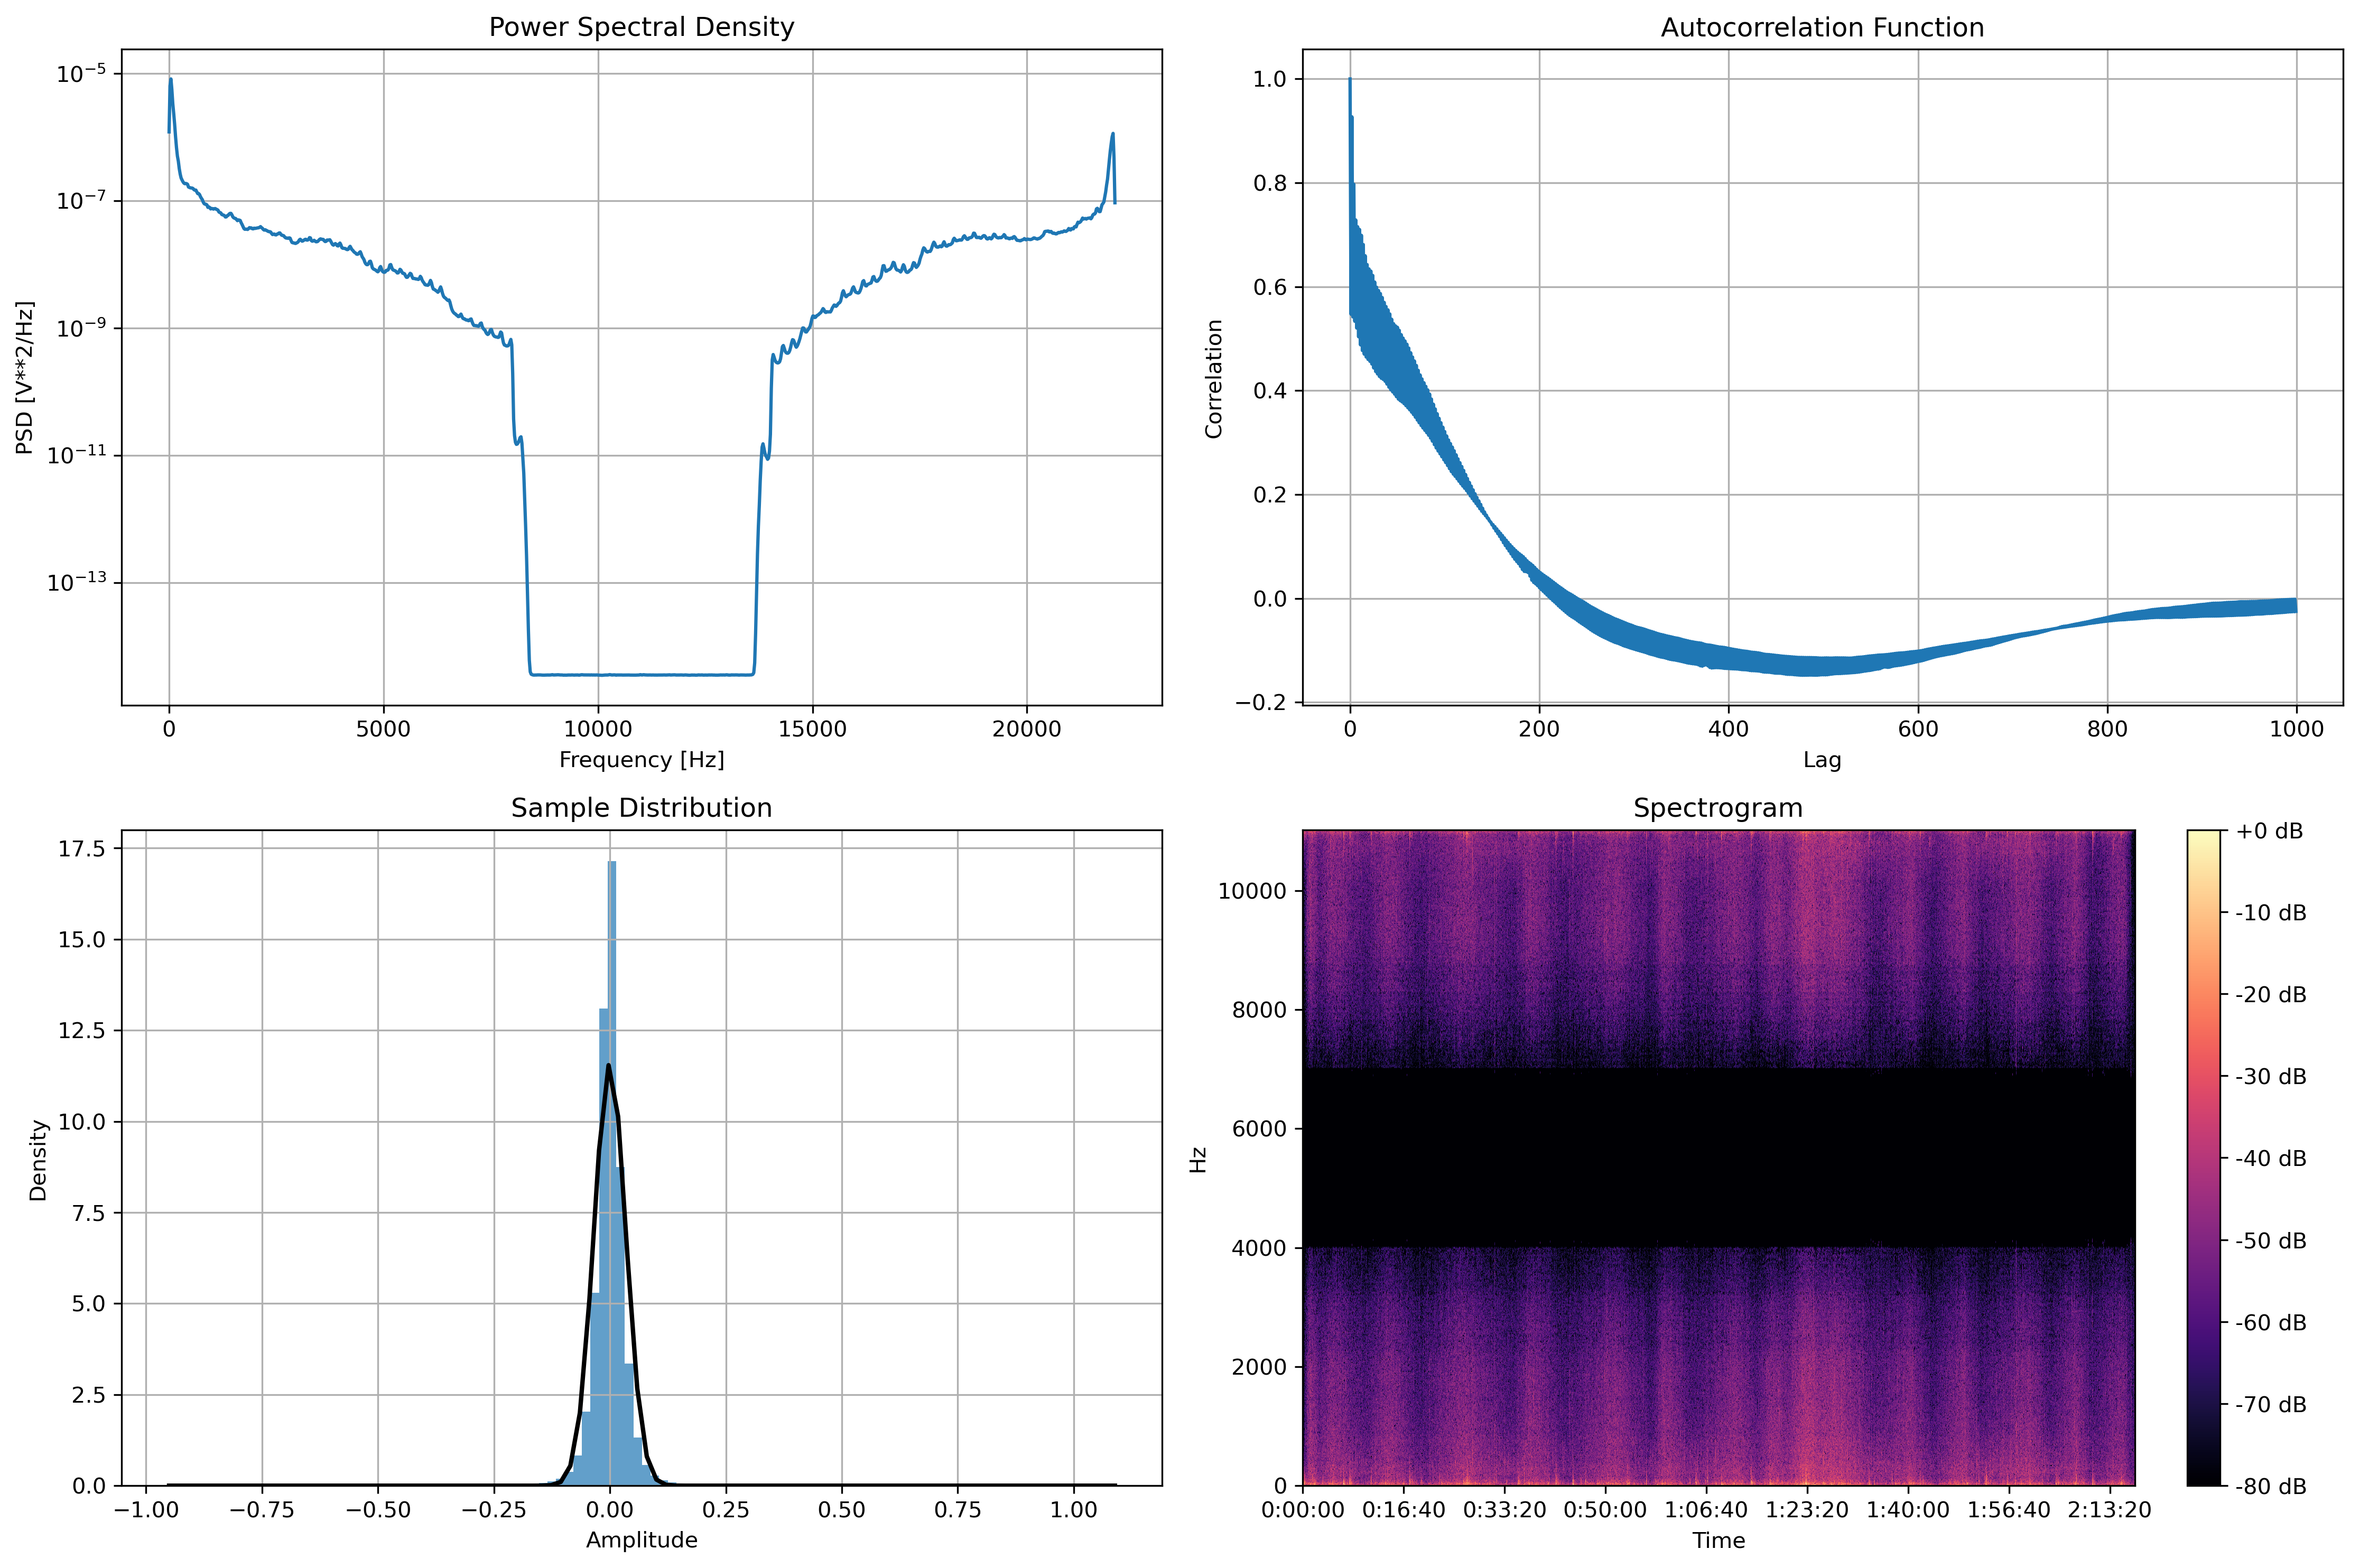 Power Spectral Density
10⁻⁵
10⁻⁷
10⁻⁹
10⁻¹¹
10⁻¹³
PSD [V**2/Hz]
0 5000 10000 15000 20000
Frequency [Hz]
Autocorrelation Function
1.0
0.8
0.6
0.4
0.2
0.0
−0.2
Correlation
0 200 400 600 800 1000
Lag
Sample Distribution
17.5
15.0
12.5
10.0
7.5
5.0
2.5
0.0
Density
−1.00 −0.75 −0.50 −0.25 0.00 0.25 0.50 0.75 1.00
Amplitude
Spectrogram
10000
8000
6000
4000
2000
0
Hz
0:00:00 0:16:40 0:33:20 0:50:00 1:06:40 1:23:20 1:40:00 1:56:40 2:13:20
Time
+0 dB
-10 dB
-20 dB
-30 dB
-40 dB
-50 dB
-60 dB
-70 dB
-80 dB